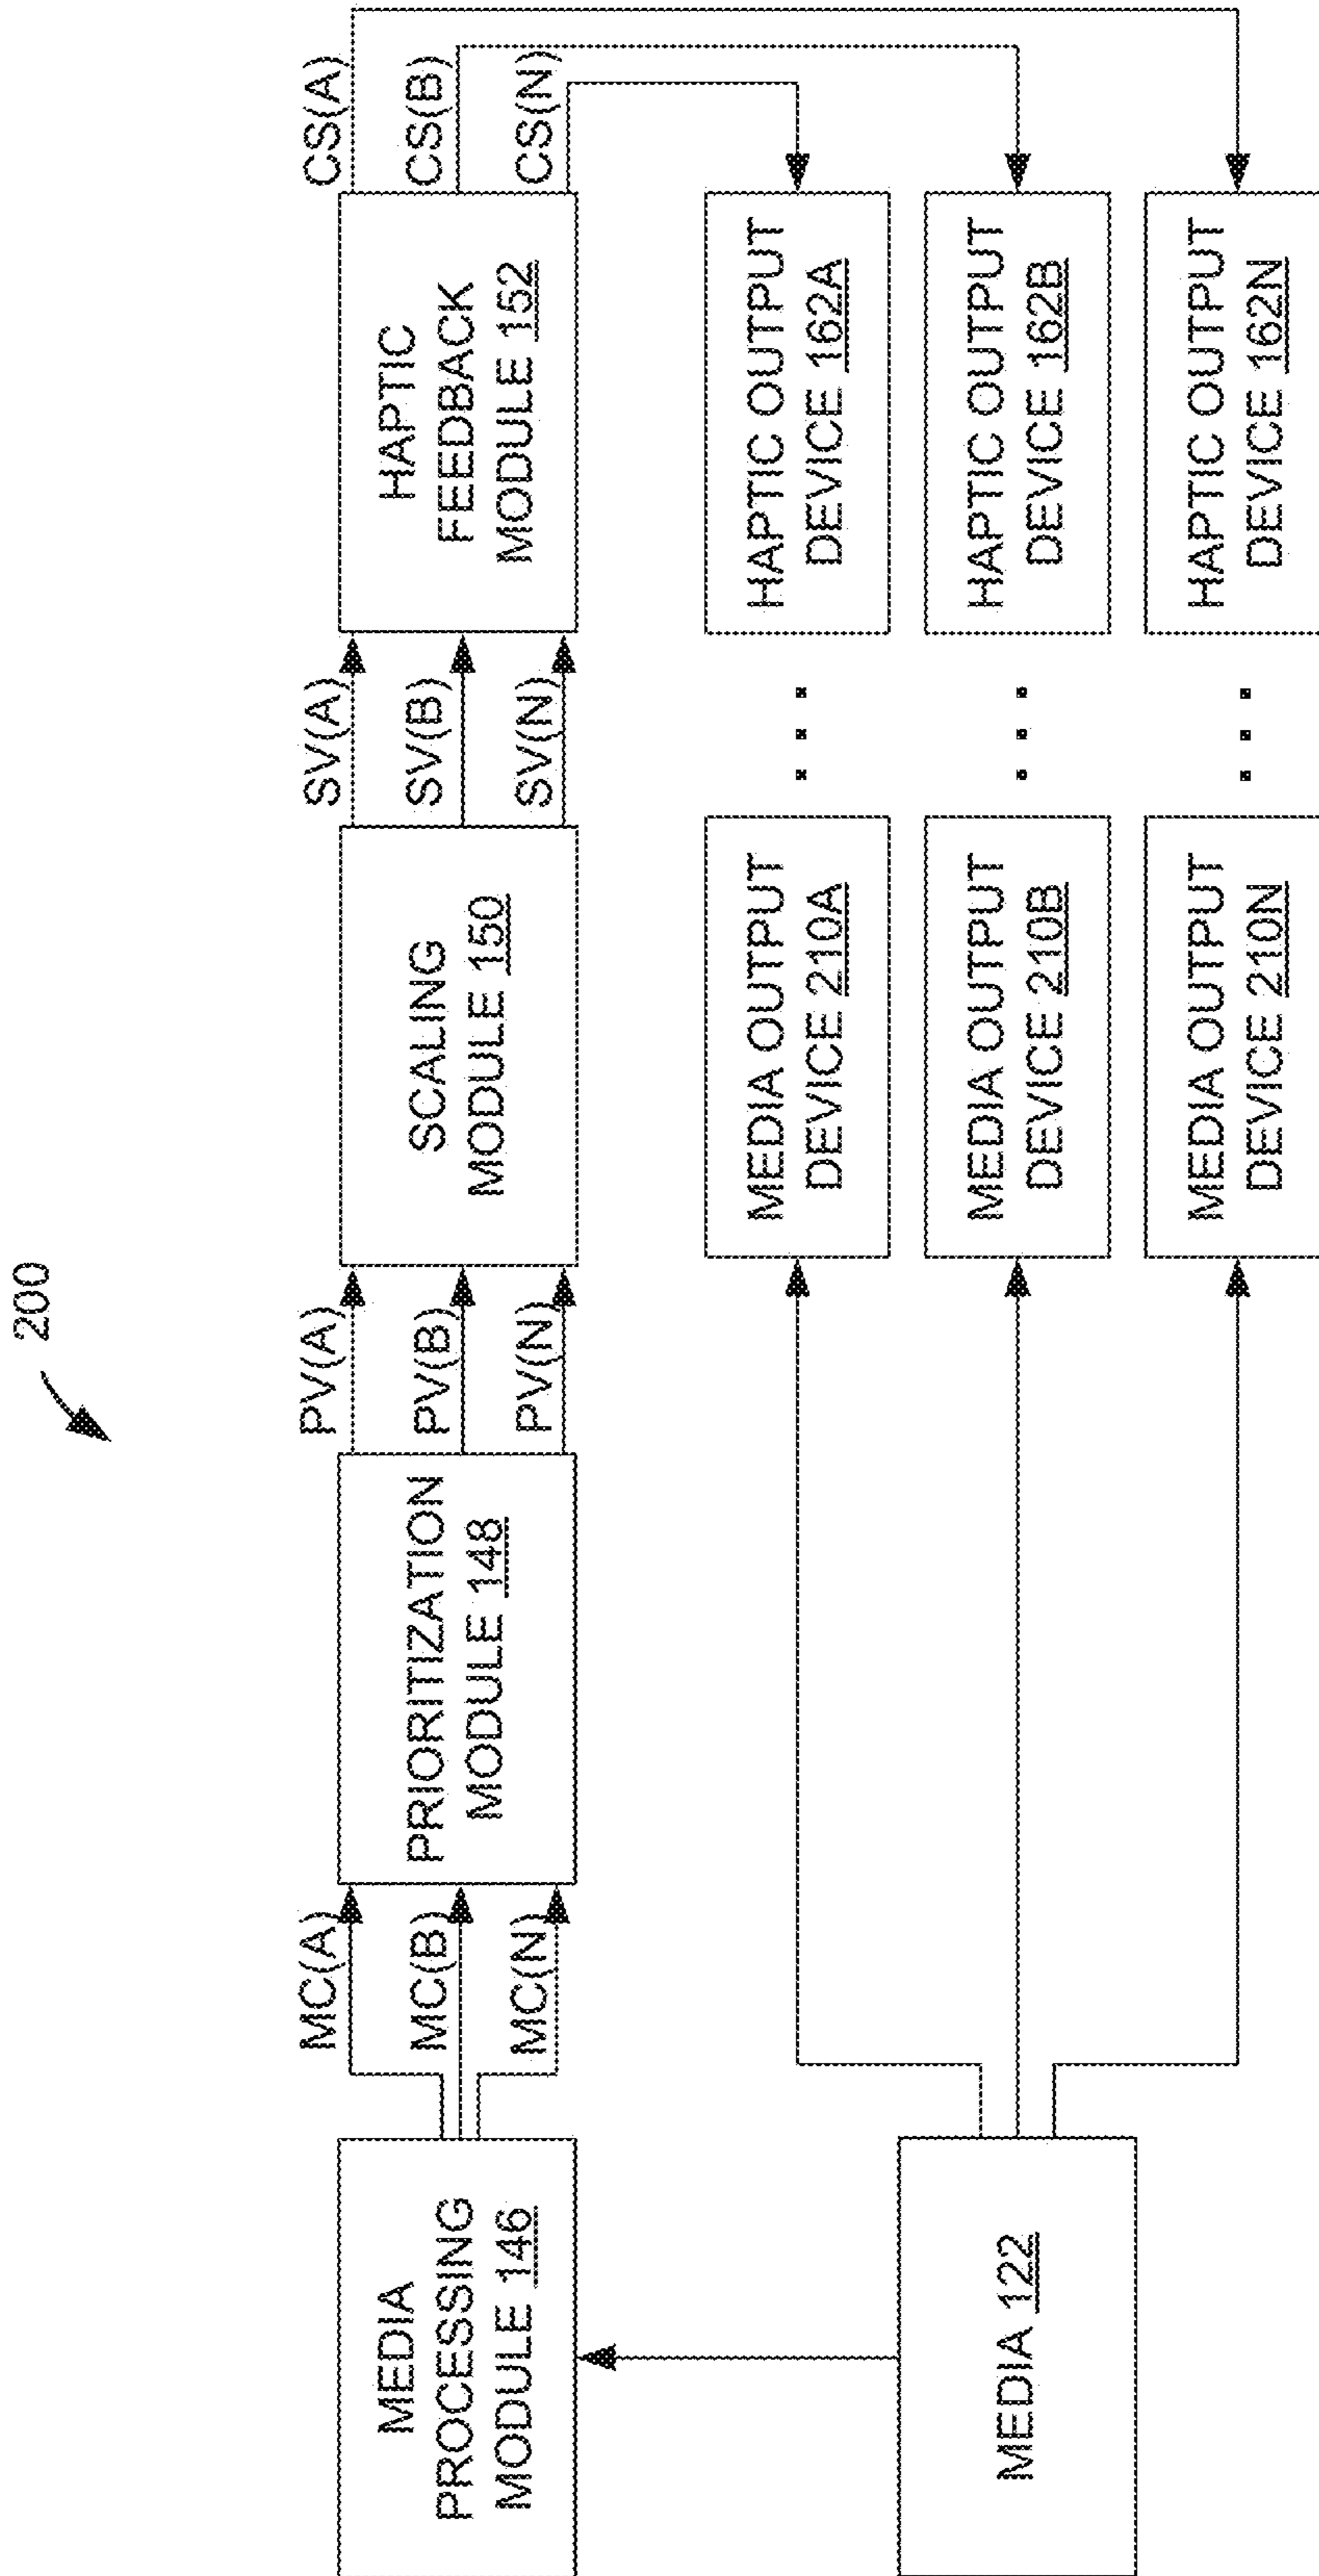 200
MEDIA
PROCESSING
MODULE 146
MC(A)
MC(B)
MC(N)
PRIORITIZATION
MODULE 148
PV(A)
PV(B)
PV(N)
SCALING
MODULE 150
SV(A)
SV(B)
SV(N)
HAPTIC
FEEDBACK
MODULE 152
CS(A)
CS(B)
CS(N)
MEDIA 122
MEDIA OUTPUT
DEVICE 210A
HAPTIC OUTPUT
DEVICE 162A
MEDIA OUTPUT
DEVICE 210B
HAPTIC OUTPUT
DEVICE 162B
MEDIA OUTPUT
DEVICE 210N
HAPTIC OUTPUT
DEVICE 162N